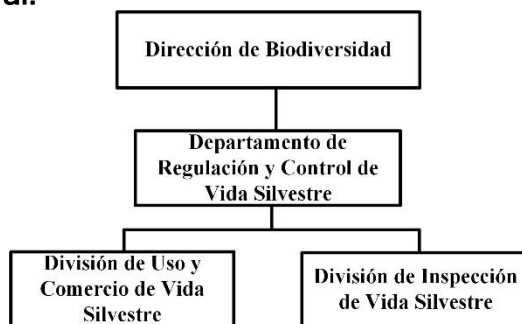 Dirección de Biodiversidad
Departamento de
Regulación y Control de
Vida Silvestre
División de Uso y
Comercio de Vida
Silvestre
División de Inspección
de Vida Silvestre